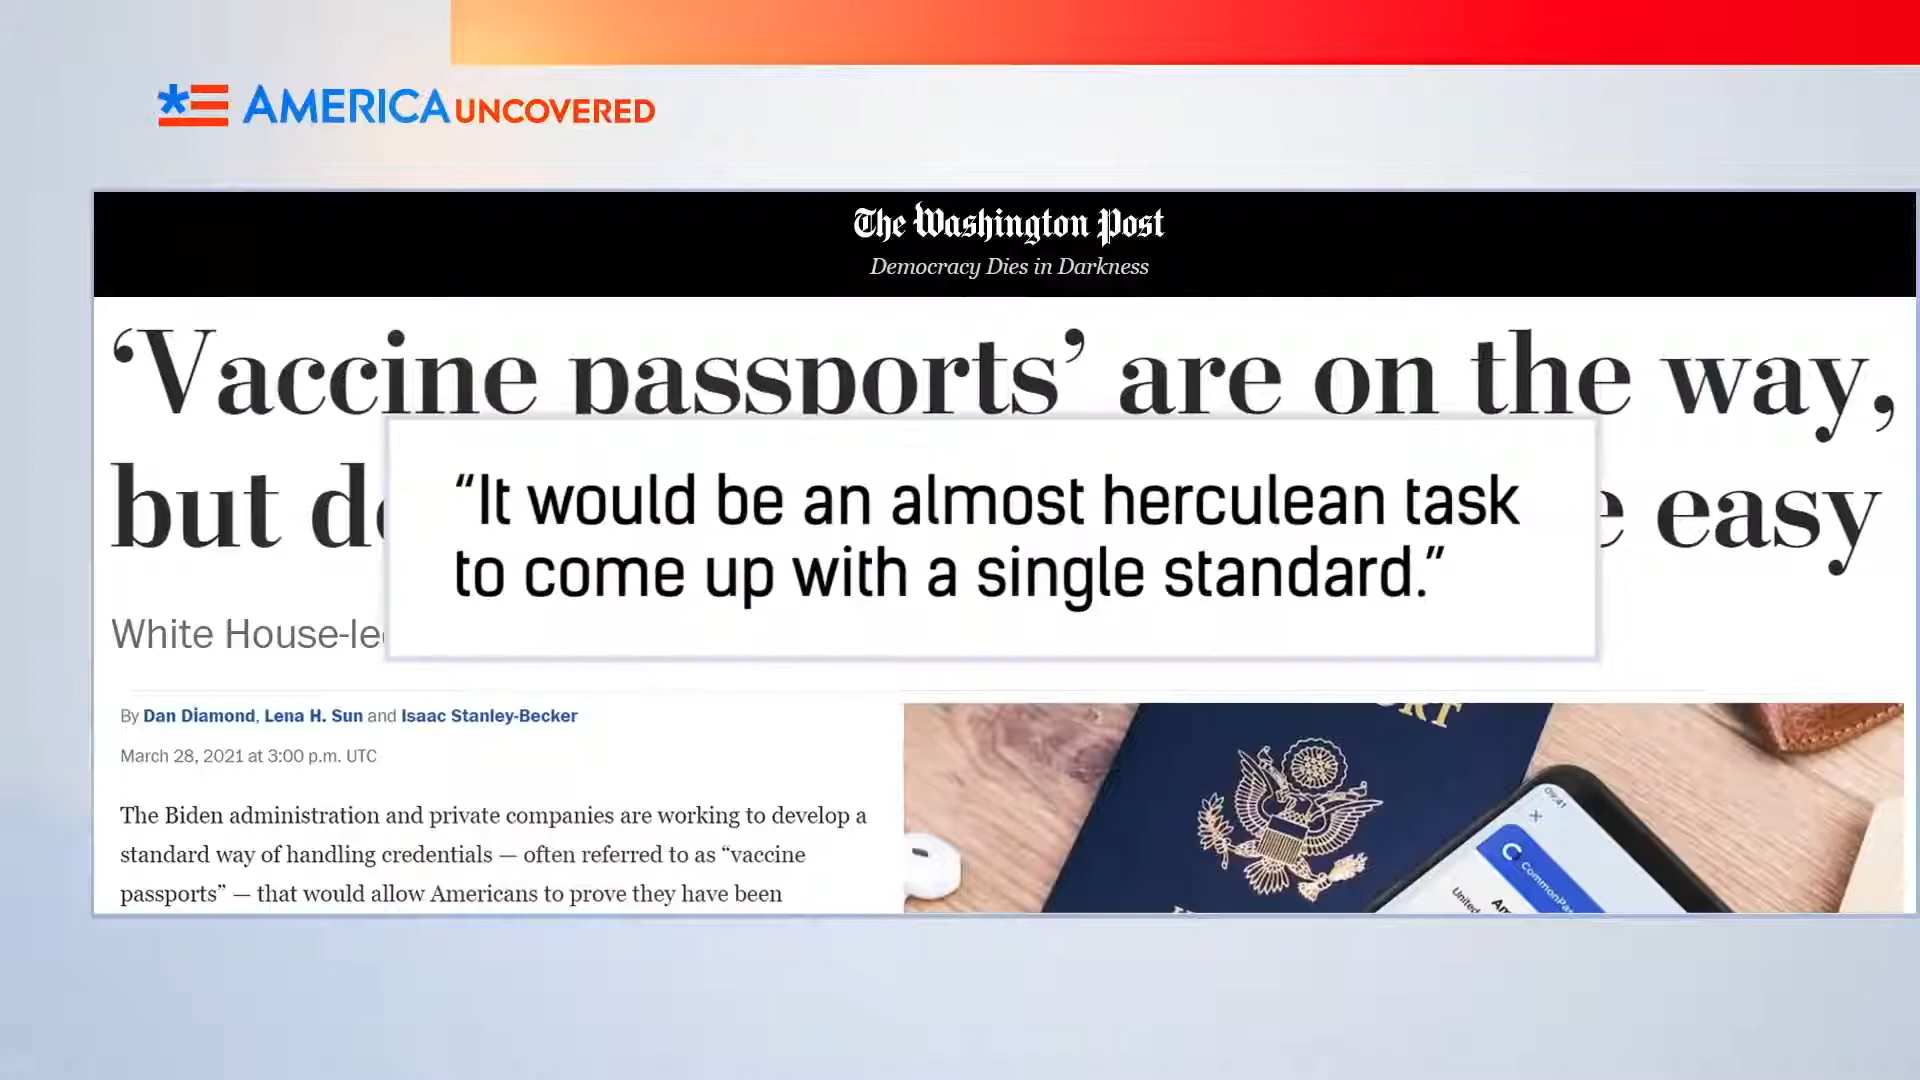 AMERICA UNCOVERED
The Washington Post
Democracy Dies in Darkness
‘Vaccine passports’ are on the way,
but easy
“It would be an almost herculean task
to come up with a single standard.”
White House-
By Dan Diamond, Lena H. Sun and Isaac Stanley-Becker
March 28, 2021 at 3:00 p.m. UTC
The Biden administration and private companies are working to develop a
standard way of handling credentials — often referred to as “vaccine
passports” — that would allow Americans to prove they have been
09:41
United